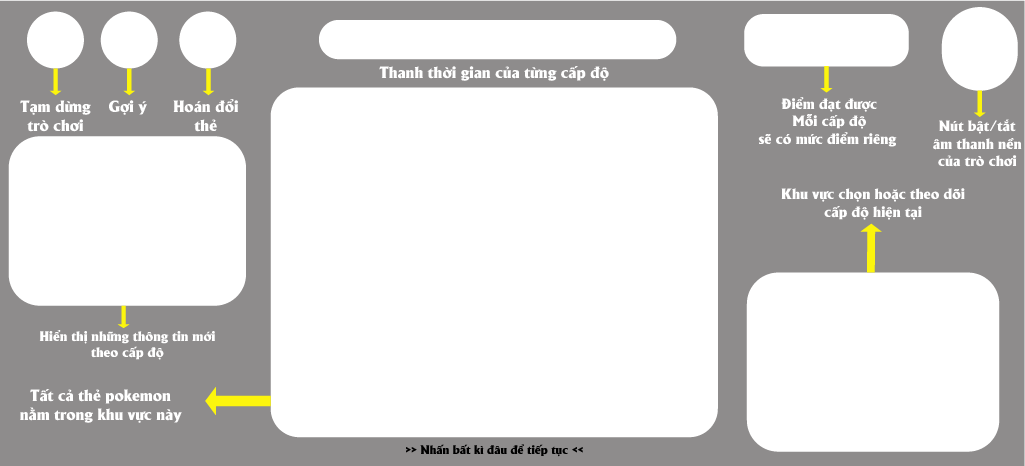 Thanh thời gian của từng cấp độ
Tạm dừng
trò chơi
Gợi ý
Hoán đổi
thẻ
Điểm đạt được
Mỗi cấp độ
sẽ có mức điểm riêng
Nút bật/tắt
âm thanh nền
của trò chơi
Khu vực chọn hoặc theo dõi
cấp độ hiện tại
Hiển thị những thông tin mới
theo cấp độ
Tất cả thẻ pokemon
nằm trong khu vực này
>> Nhấn bất kì đâu để tiếp tục <<